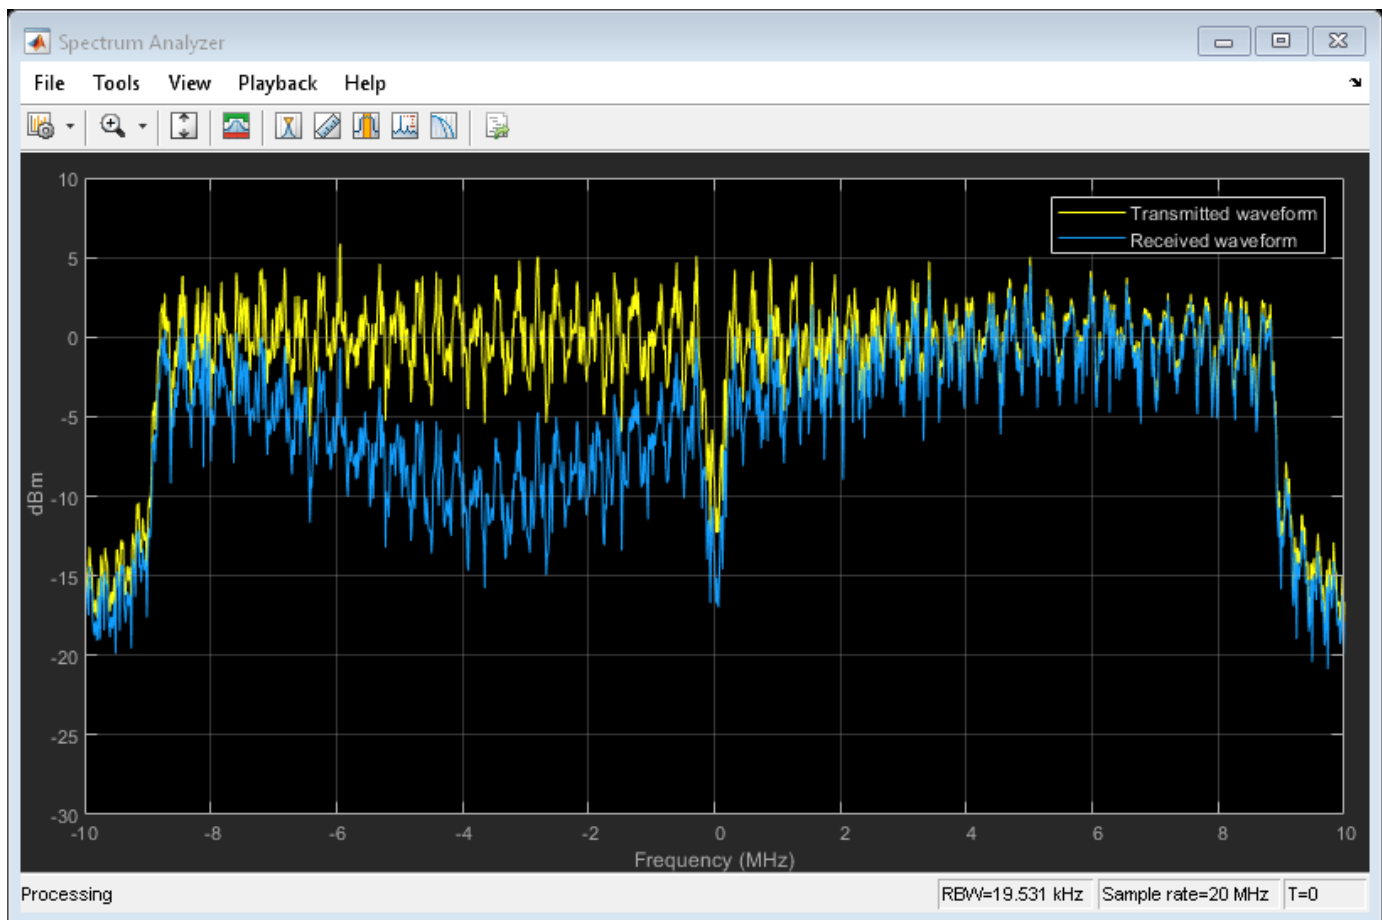 Spectrum Analyzer
File Tools View Playback Help
10
5
0
-5
-10
-15
-20
-25
-30
dBm
Transmitted waveform
Received waveform
-10 -8 -6 -4 -2 0 2 4 6 8 10
Frequency (MHz)
Processing RBW=19.531 kHz Sample rate=20 MHz T=0